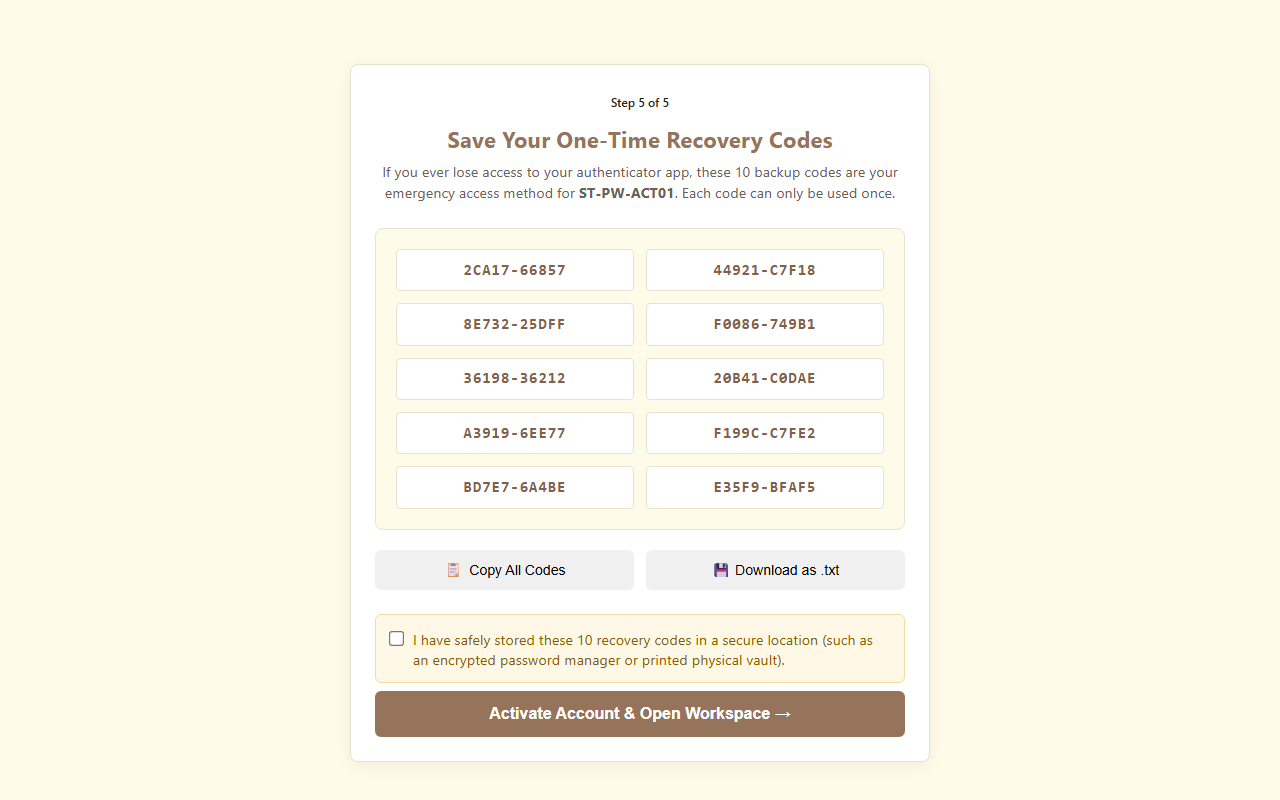 Step 5 of 5
Save Your One-Time Recovery Codes
If you ever lose access to your authenticator app, these 10 backup codes are your
emergency access method for ST-PW-ACT01. Each code can only be used once.
2CA17-66857
44921-C7F18
8E732-25DFF
F0086-749B1
36198-36212
20B41-C0DAE
A3919-6EE77
F199C-C7FE2
BD7E7-6A4BE
E35F9-BFAF5
📋 Copy All Codes
💾 Download as .txt
I have safely stored these 10 recovery codes in a secure location (such as
an encrypted password manager or printed physical vault).
Activate Account & Open Workspace →